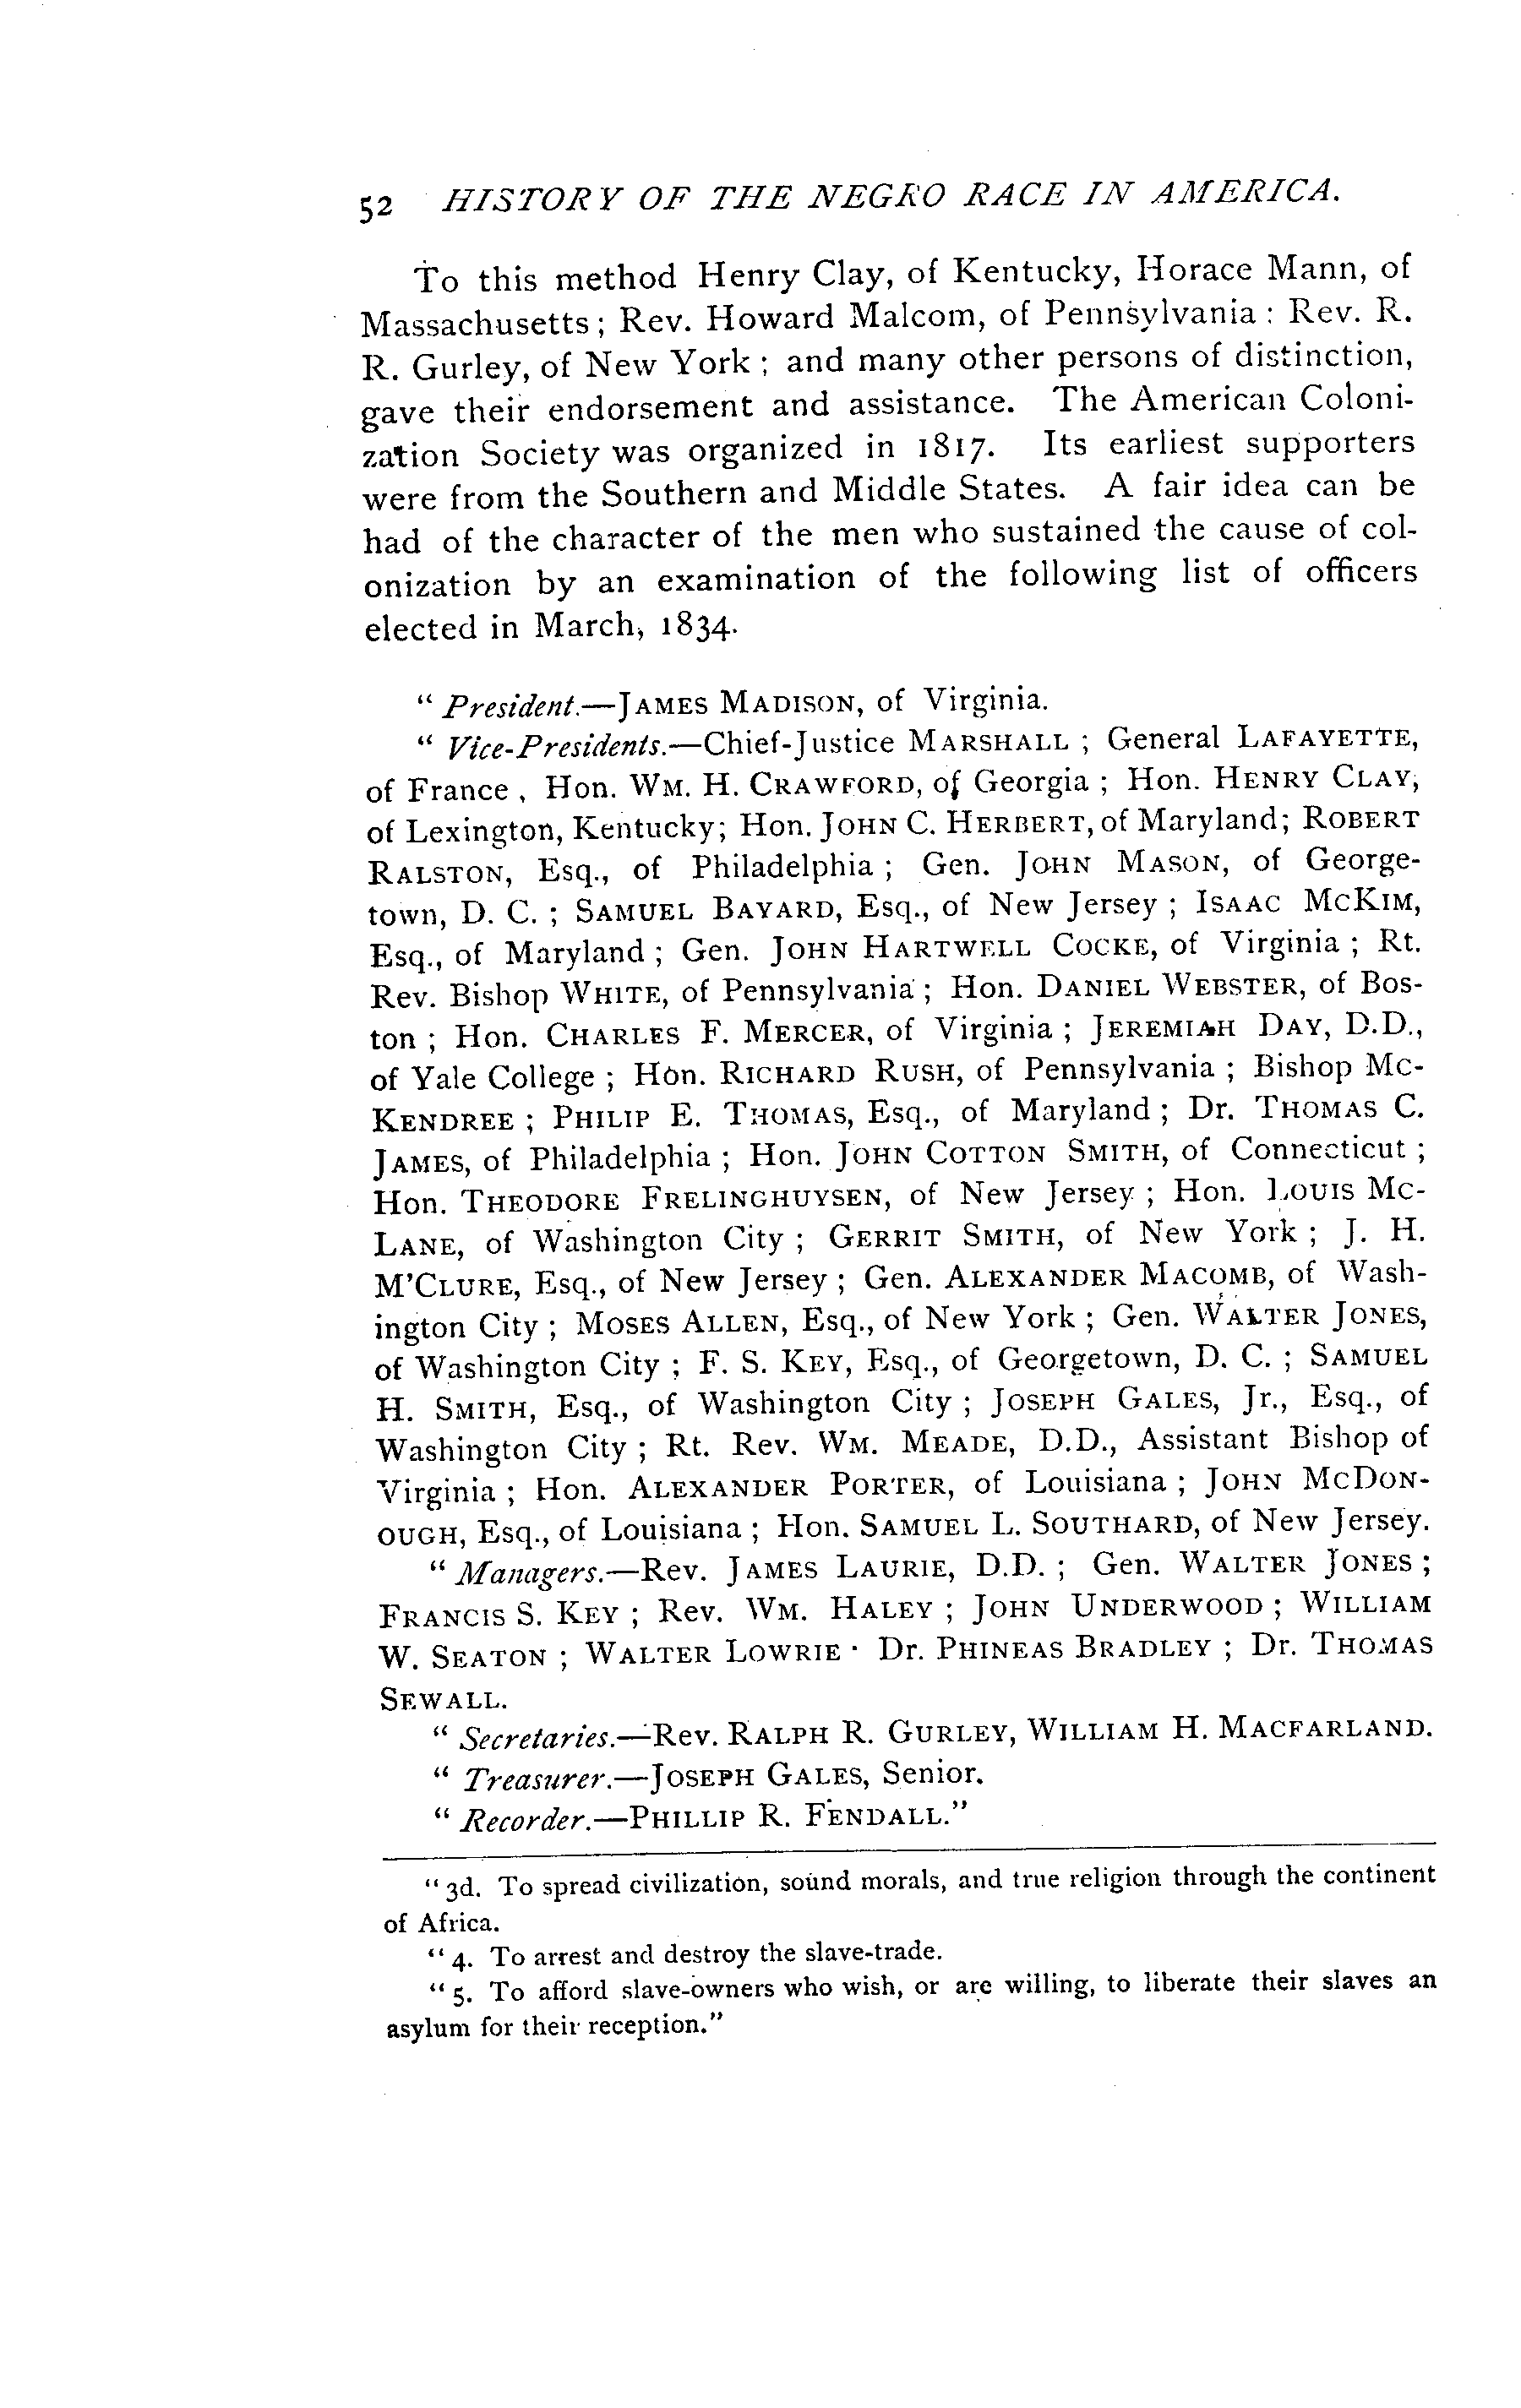 52 HISTORY OF THE NEGRO RACE IN AMERICA.
To this method Henry Clay, of Kentucky, Horace Mann, of
Massachusetts; Rev. Howard Malcom, of Pennsylvania: Rev. R.
R. Gurley, of New York; and many other persons of distinction,
gave their endorsement and assistance. The American Coloni-
zation Society was organized in 1817. Its earliest supporters
were from the Southern and Middle States. A fair idea can be
had of the character of the men who sustained the cause of col-
onization by an examination of the following list of officers
elected in March, 1834.
" President.—JAMES MADISON, of Virginia.
" Vice-Presidents.—Chief-Justice MARSHALL ; General LAFAYETTE,
of France , Hon. WM. H. CRAWFORD, of Georgia ; Hon. HENRY CLAY,
of Lexington, Kentucky; Hon. JOHN C. HERBERT, of Maryland; ROBERT
RALSTON, Esq., of Philadelphia ; Gen. JOHN MASON, of George-
town, D. C. ; SAMUEL BAYARD, Esq., of New Jersey ; ISAAC MCKIM,
Esq., of Maryland ; Gen. JOHN HARTWELL COCKE, of Virginia ; Rt.
Rev. Bishop WHITE, of Pennsylvania ; Hon. DANIEL WEBSTER, of Bos-
ton ; Hon. CHARLES F. MERCER, of Virginia ; JEREMIAH DAY, D.D.,
of Yale College ; Hon. RICHARD RUSH, of Pennsylvania ; Bishop MC-
KENDREE ; PHILIP E. THOMAS, Esq., of Maryland ; Dr. THOMAS C.
JAMES, of Philadelphia ; Hon. JOHN COTTON SMITH, of Connecticut ;
Hon. THEODORE FRELINGHUYSEN, of New Jersey ; Hon. LOUIS MC-
LANE, of Washington City ; GERRIT SMITH, of New York ; J. H.
M'CLURE, Esq., of New Jersey ; Gen. ALEXANDER MACOMB, of Wash-
ington City ; MOSES ALLEN, Esq., of New York ; Gen. WALTER JONES,
of Washington City ; F. S. KEY, Esq., of Georgetown, D. C. ; SAMUEL
H. SMITH, Esq., of Washington City ; JOSEPH GALES, Jr., Esq., of
Washington City ; Rt. Rev. WM. MEADE, D.D., Assistant Bishop of
Virginia ; Hon. ALEXANDER PORTER, of Louisiana ; JOHN MCDON-
OUGH, Esq., of Louisiana ; Hon. SAMUEL L. SOUTHARD, of New Jersey.
" Managers.—Rev. JAMES LAURIE, D.D. ; Gen. WALTER JONES ;
FRANCIS S. KEY ; Rev. WM. HALEY ; JOHN UNDERWOOD ; WILLIAM
W. SEATON ; WALTER LOWRIE · Dr. PHINEAS BRADLEY ; Dr. THOMAS
SEWALL.
" Secretaries.—Rev. RALPH R. GURLEY, WILLIAM H. MACFARLAND.
" Treasurer.—JOSEPH GALES, Senior.
" Recorder.—PHILLIP R. FENDALL."
" 3d. To spread civilization, sound morals, and true religion through the continent
of Africa.
" 4. To arrest and destroy the slave-trade.
" 5. To afford slave-owners who wish, or are willing, to liberate their slaves an
asylum for their reception."